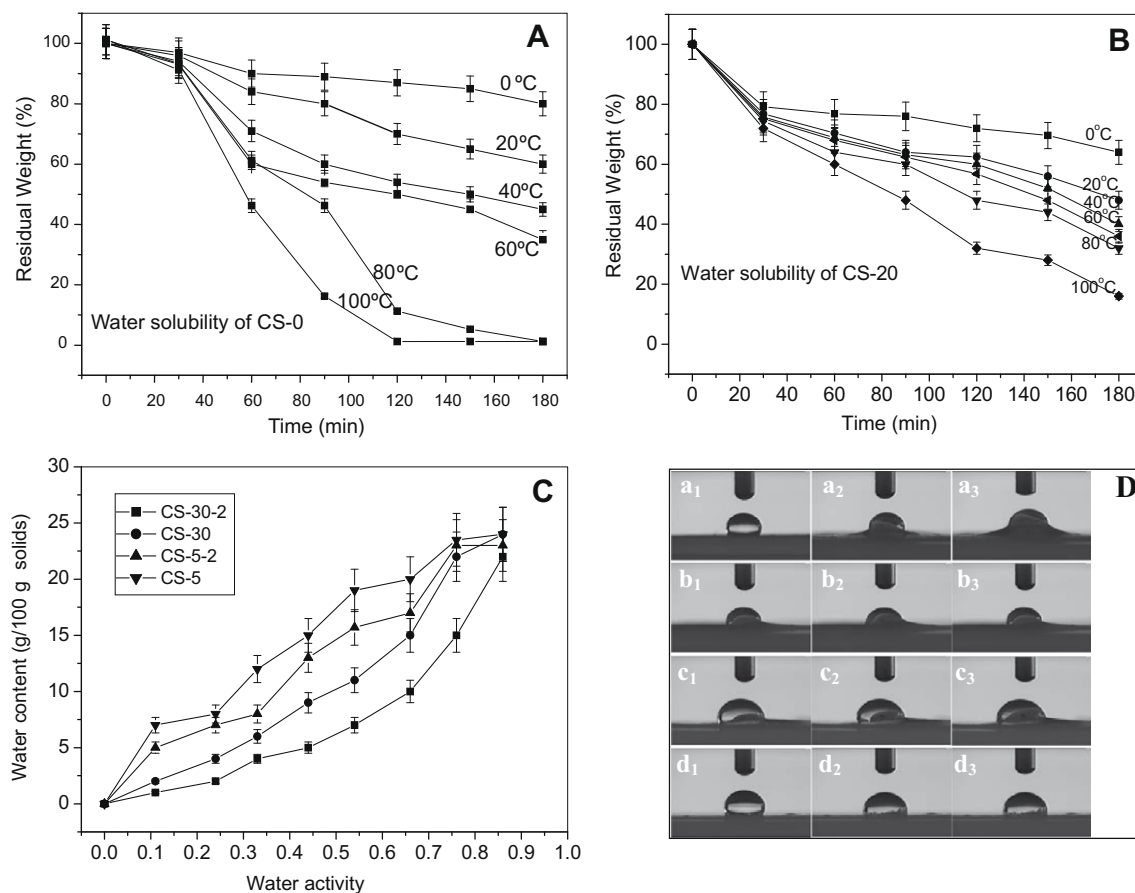 A
100
80
60
40
20
0
Residual Weight (%)
0 °C
20°C
40°C
60°C
80°C
100°C
Water solubility of CS-0
0 20 40 60 80 100 120 140 160 180
Time (min)
B
100
80
60
40
20
0
Residual Weight (%)
0°C
20°C
40°C
60°C
80°C
100°C
Water solubility of CS-20
0 20 40 60 80 100 120 140 160 180
Time (min)
C
30
25
20
15
10
5
0
Water content (g/100 g solids)
CS-30-2
CS-30
CS-5-2
CS-5
0.0 0.1 0.2 0.3 0.4 0.5 0.6 0.7 0.8 0.9 1.0
Water activity
D
a1 a2 a3
b1 b2 b3
c1 c2 c3
d1 d2 d3